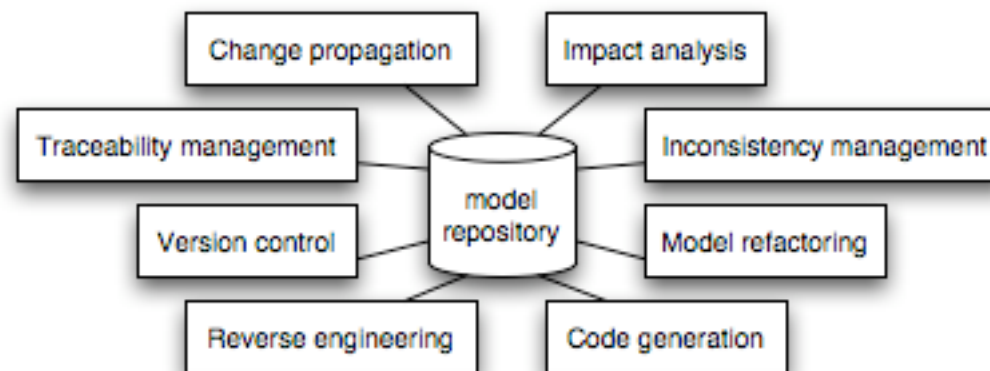 Change propagation
Impact analysis
Traceability management
Inconsistency management
model
repository
Version control
Model refactoring
Reverse engineering
Code generation